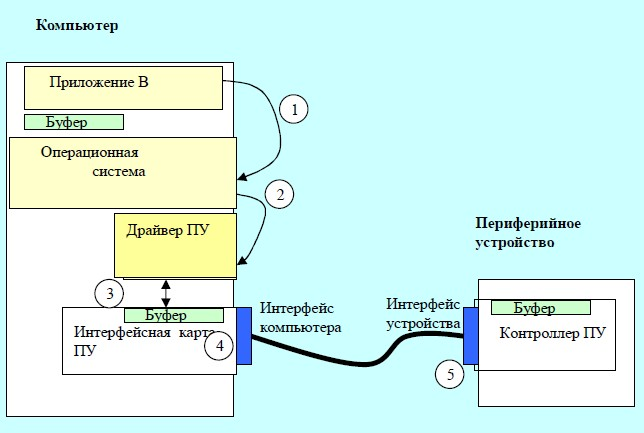 Компьютер
Приложение В
1
Буфер
Операционная
система
2
Драйвер ПУ
Периферийное
устройство
3
Буфер
Интерфейсная карта
ПУ
4
Интерфейс
компьютера
Интерфейс
устройства
Буфер
Контроллер ПУ
5